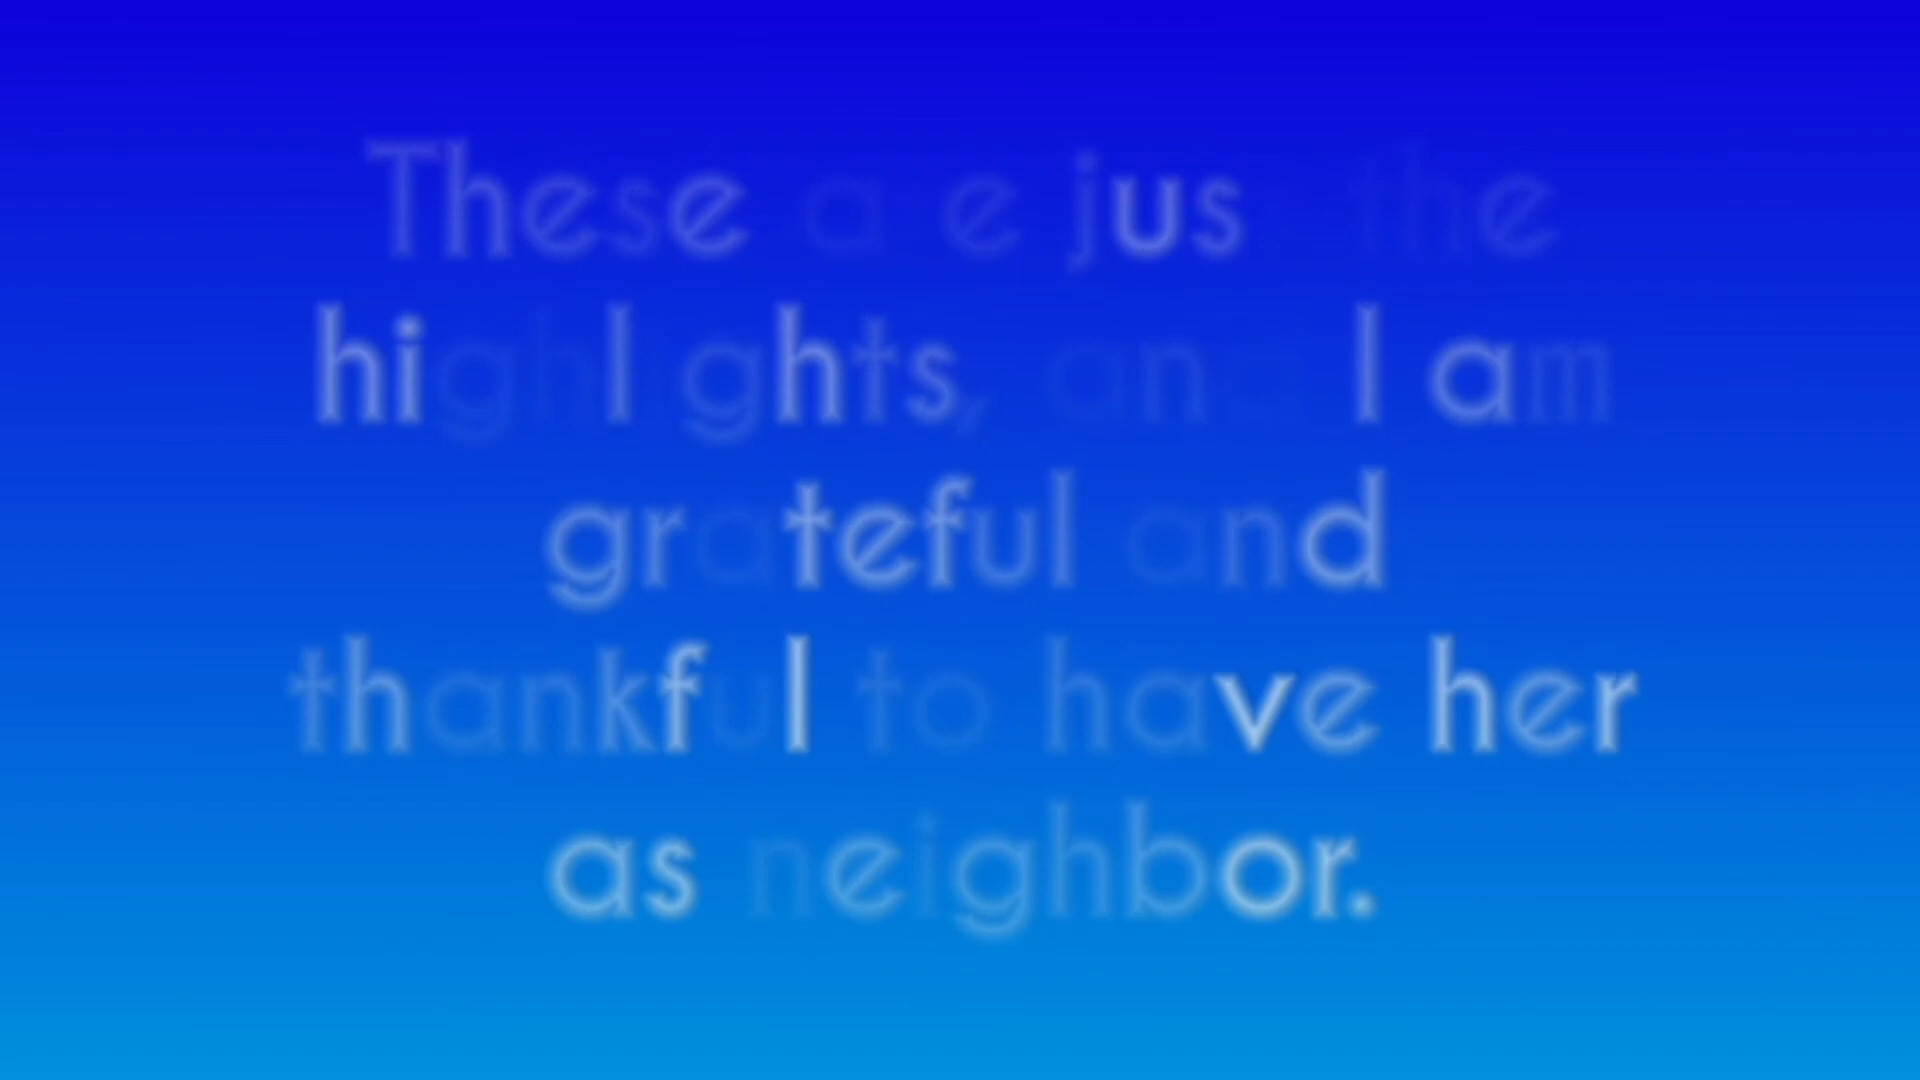 These are just the
highlights, and I am
grateful and
thankful to have her
as neighbor.